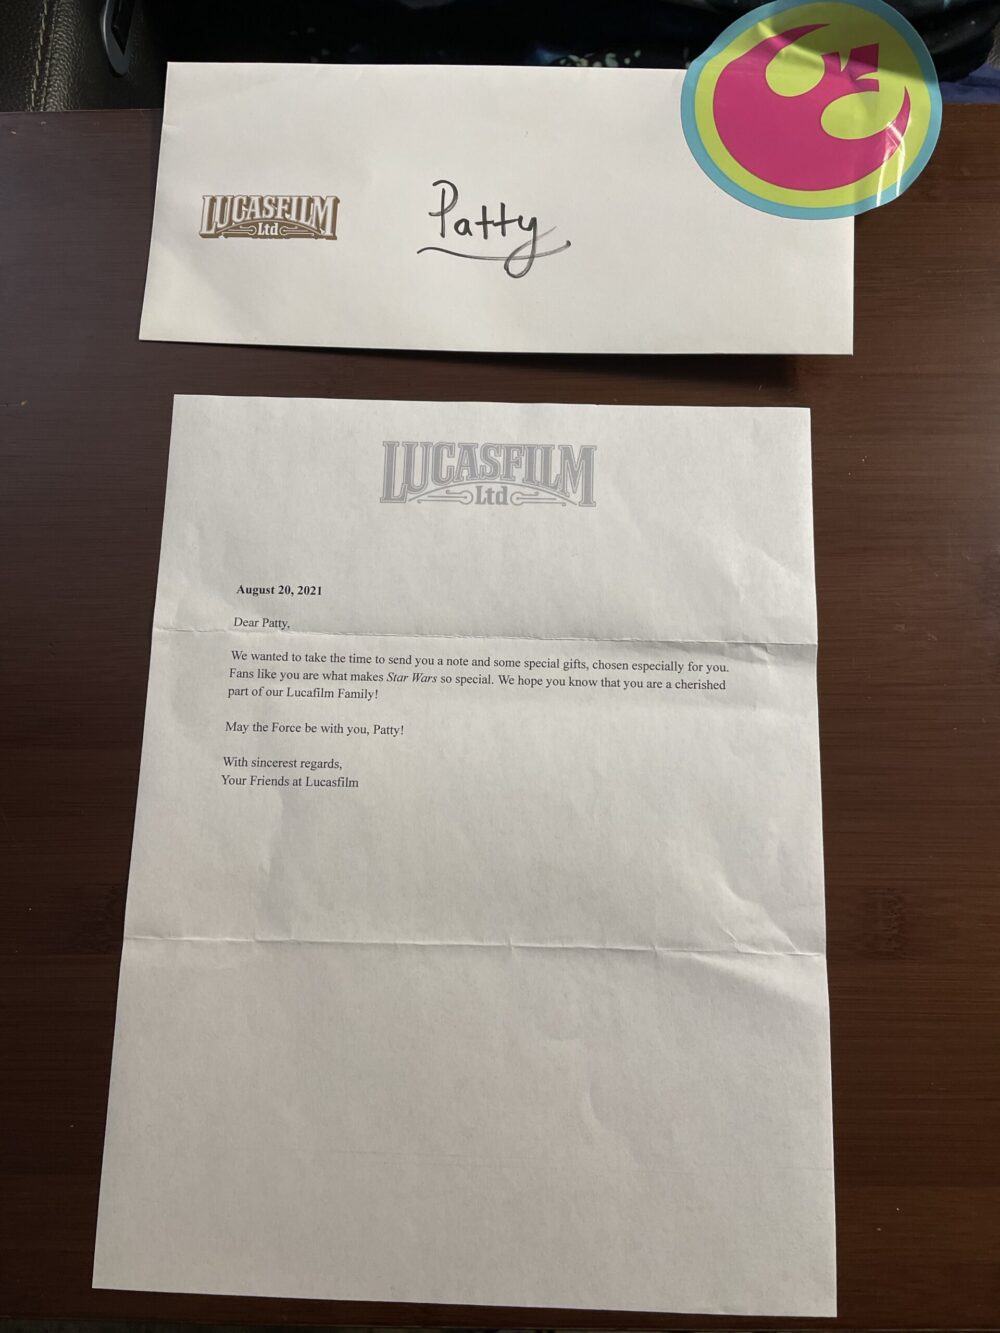 LUCASFILM
Ltd
Patty
LUCASFILM
Ltd
August 20, 2021
Dear Patty,
We wanted to take the time to send you a note and some special gifts, chosen especially for you.
Fans like you are what makes Star Wars so special. We hope you know that you are a cherished
part of our Lucafilm Family!
May the Force be with you, Patty!
With sincerest regards,
Your Friends at Lucasfilm